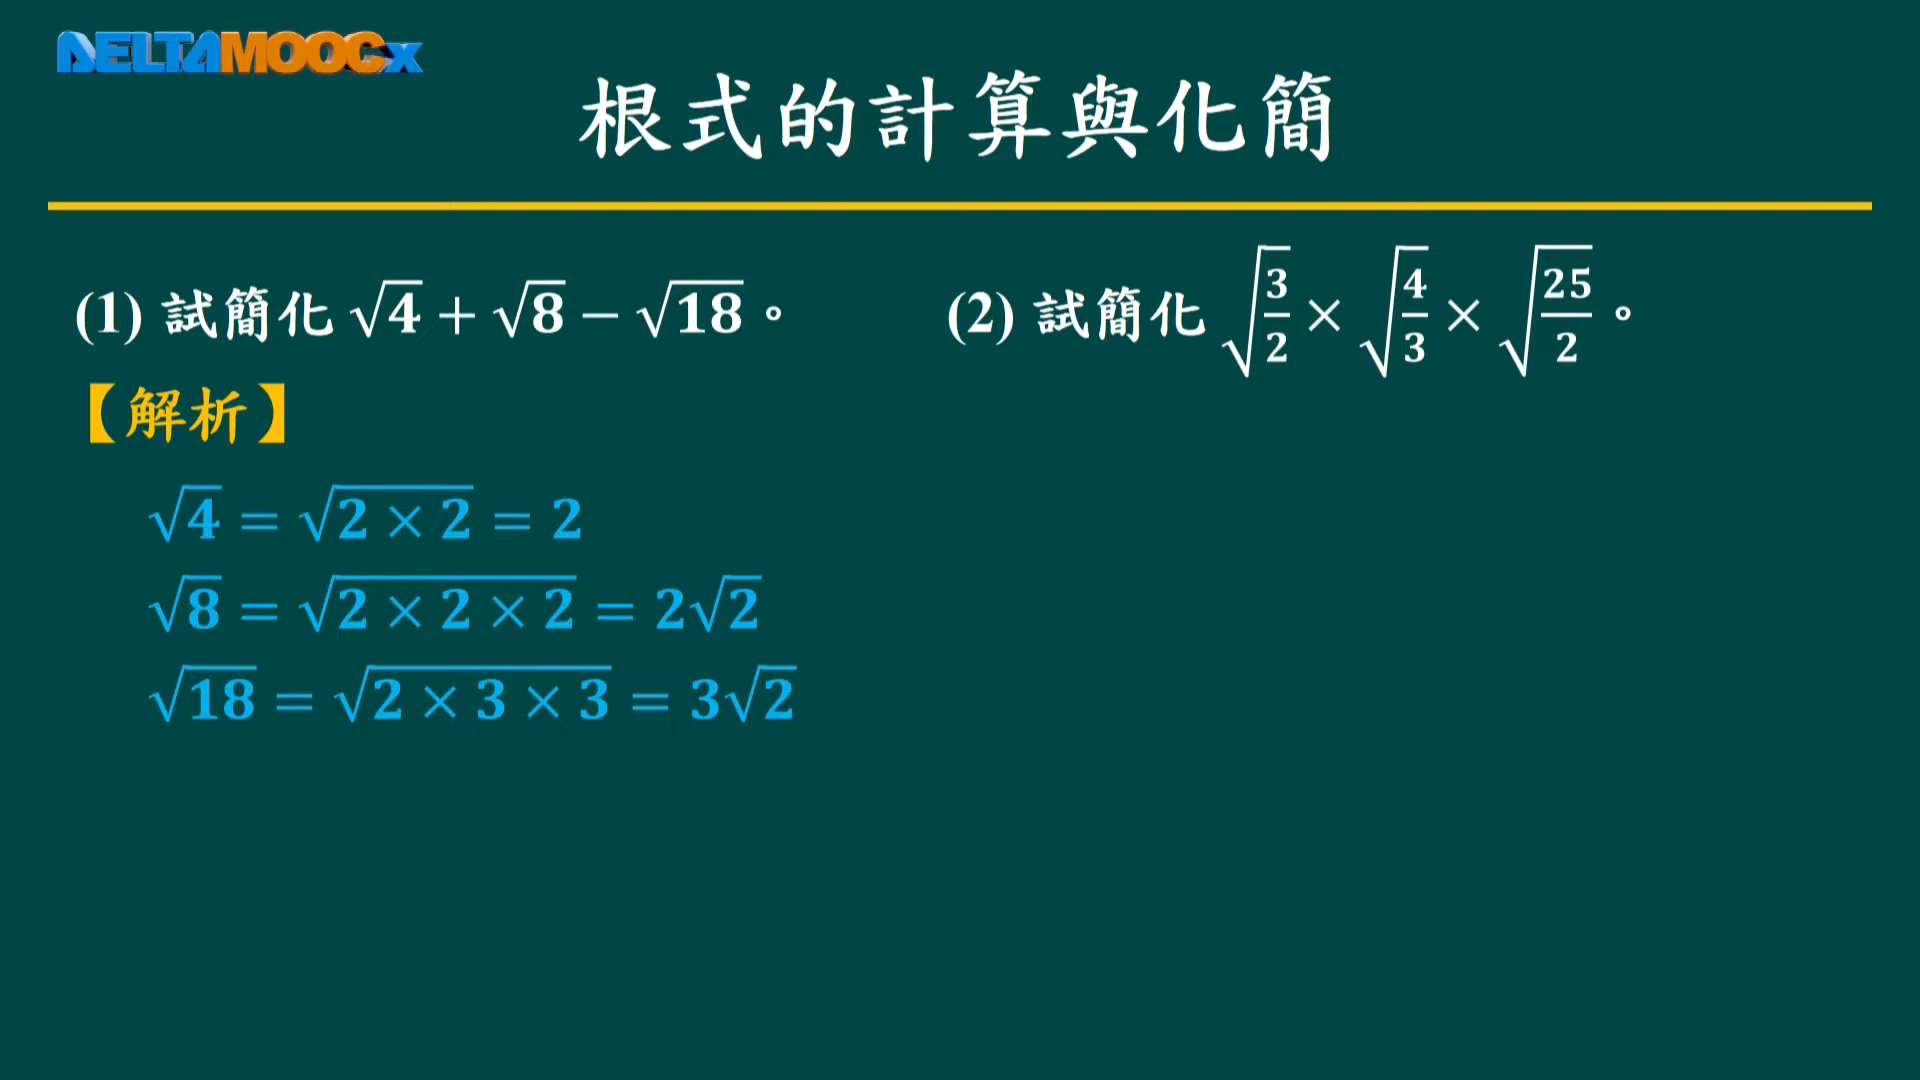 DELTAMOOCx
根式的計算與化簡
(1) 試簡化 √4 + √8 − √18。
(2) 試簡化 √(3/2) × √(4/3) × √(25/2)。
【解析】
√4 = √(2 × 2) = 2
√8 = √(2 × 2 × 2) = 2√2
√18 = √(2 × 3 × 3) = 3√2